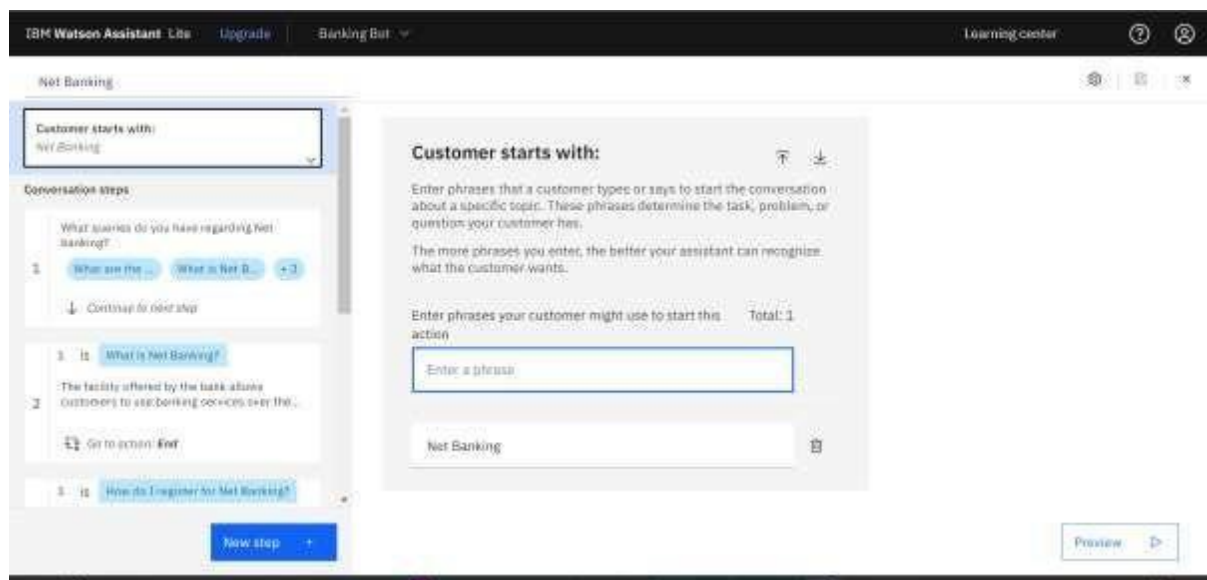 IBM Watson Assistant Lite Upgrade Banking Bot Learning center
Net Banking
Customer starts with:
Net Banking
Conversation steps
What queries do you have regarding Net
banking?
1 What are the ... What is Net B... + 3
Continue to next step
1 is What is Net Banking?
The facility offered by the bank allows
2 customers to use banking services over the...
Go to action: End
1 is How do I register for Net Banking?
New step +
Customer starts with:
Enter phrases that a customer types or says to start the conversation
about a specific topic. These phrases determine the task, problem, or
question your customer has.
The more phrases you enter, the better your assistant can recognize
what the customer wants.
Enter phrases your customer might use to start this Total: 1
action
Enter a phrase
Net Banking
Preview